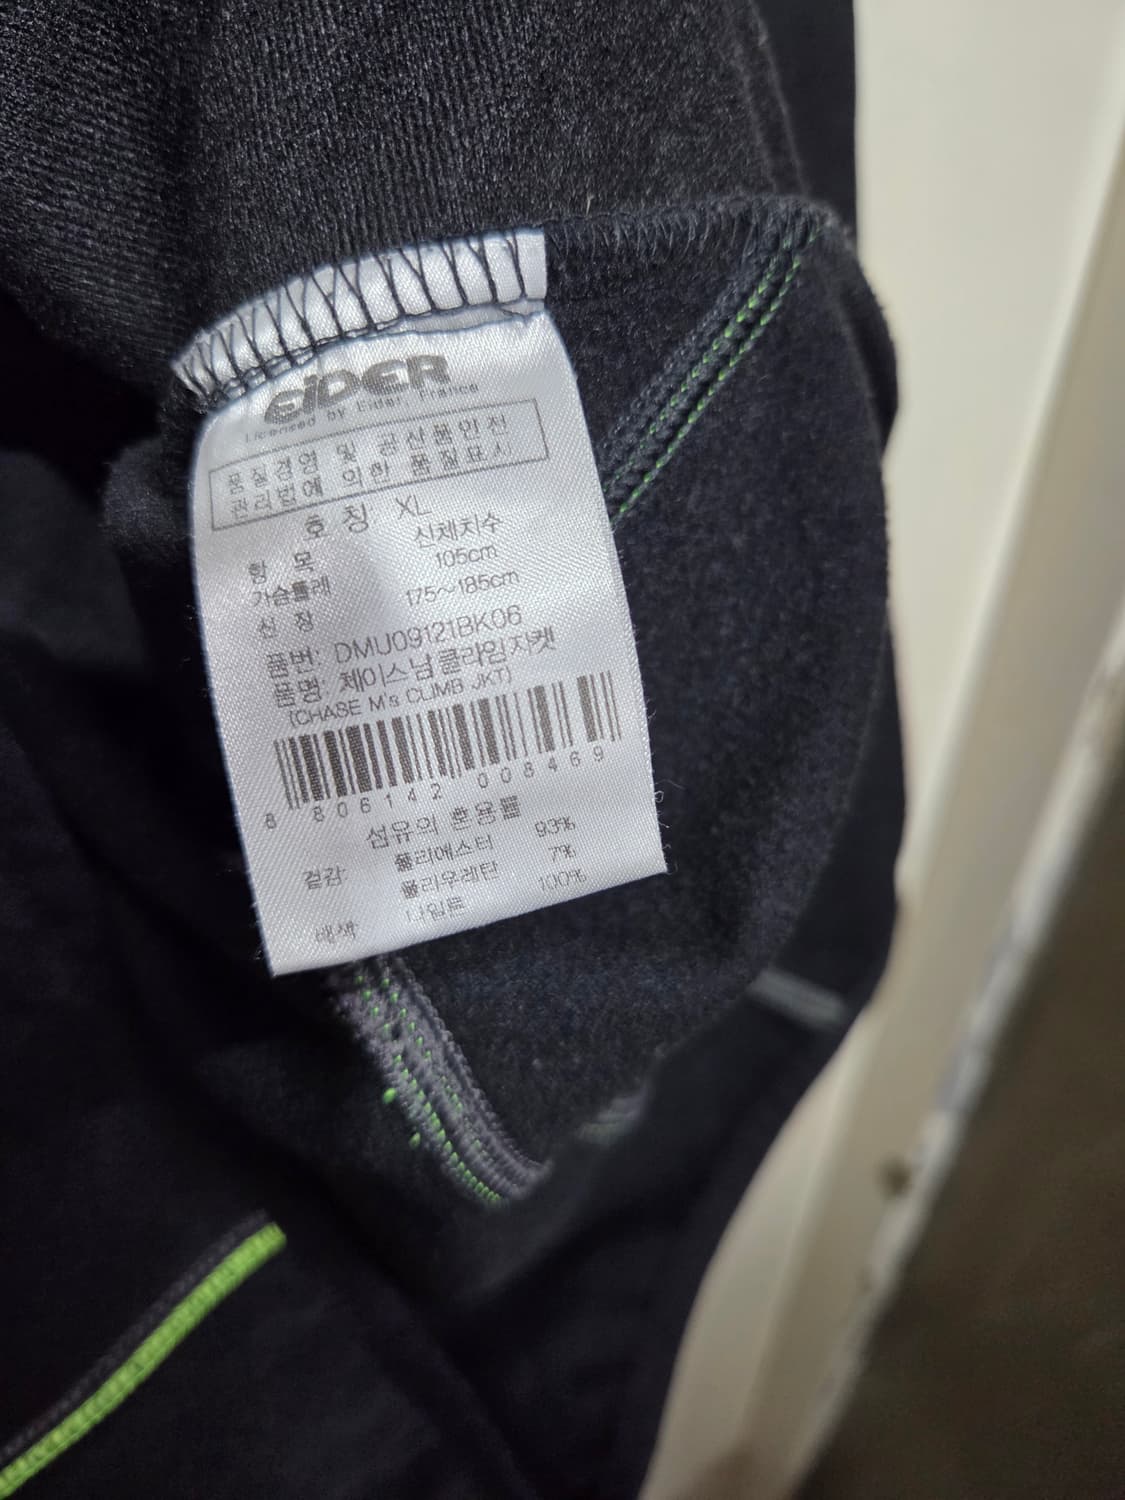 EiDER
Licensed by Eider, France
품질경영 및 공산품안전
관리법에 의한 품질표시
호 칭 XL
항 목 신체치수
가슴둘레 105cm
신 장 175~185cm
품번: DMU09121BK06
품명: 체이스 남 클라임 자켓
(CHASE M's CLIMB JKT)
8 806142 008469
섬유의 혼용률
겉감 폴리에스터 93%
폴리우레탄 7%
배색 나일론 100%